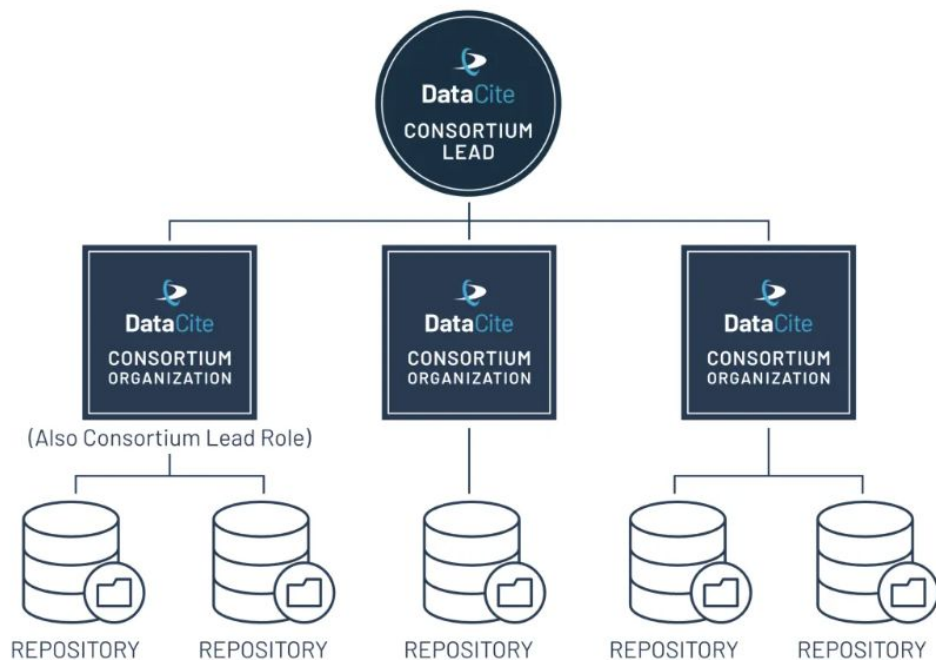 DataCite
CONSORTIUM
LEAD
DataCite
CONSORTIUM
ORGANIZATION
(Also Consortium Lead Role)
DataCite
CONSORTIUM
ORGANIZATION
DataCite
CONSORTIUM
ORGANIZATION
REPOSITORY
REPOSITORY
REPOSITORY
REPOSITORY
REPOSITORY